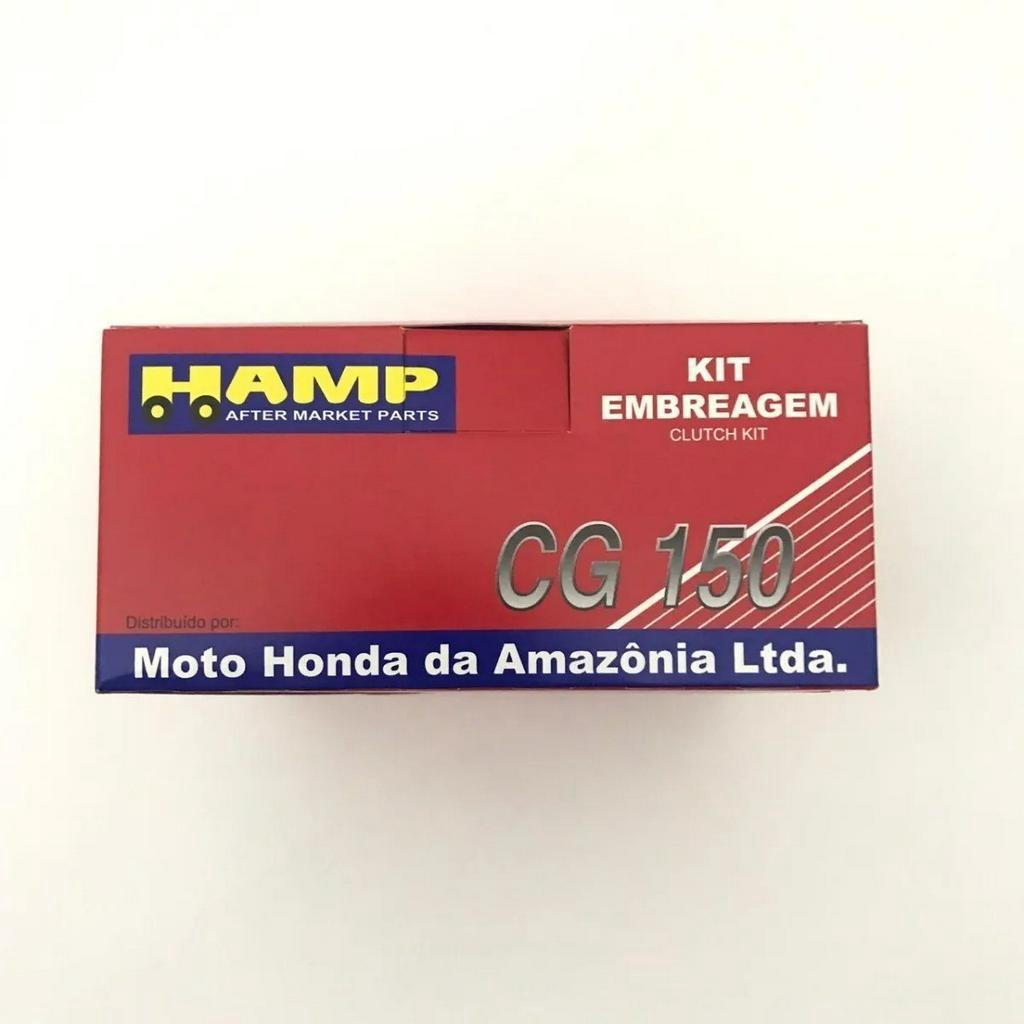 HAMP
AFTER MARKET PARTS
KIT
EMBREAGEM
CLUTCH KIT
CG 150
Distribuído por:
Moto Honda da Amazônia Ltda.